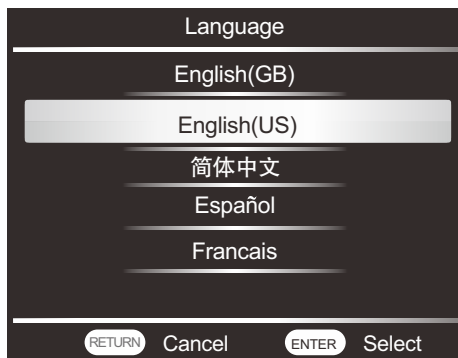 Language
English(GB)
English(US)
简体中文
Español
Francais
RETURN Cancel ENTER Select